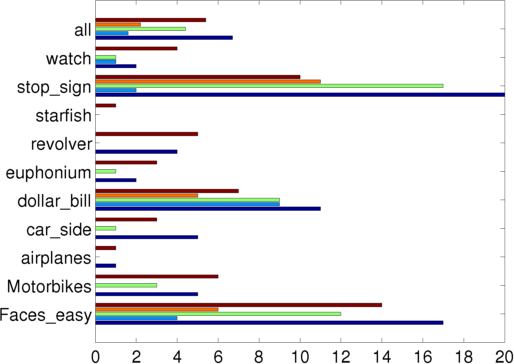 all
watch
stop_sign
starfish
revolver
euphonium
dollar_bill
car_side
airplanes
Motorbikes
Faces_easy
0 2 4 6 8 10 12 14 16 18 20